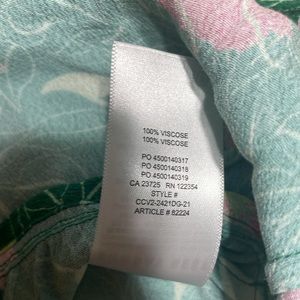 100% VISCOSE
100% VISCOSE
PO 4500140317
PO 4500140318
PO 4500140319
CA 23725 RN 122354
STYLE #
CCV2-2421DG-21
ARTICLE # 82224